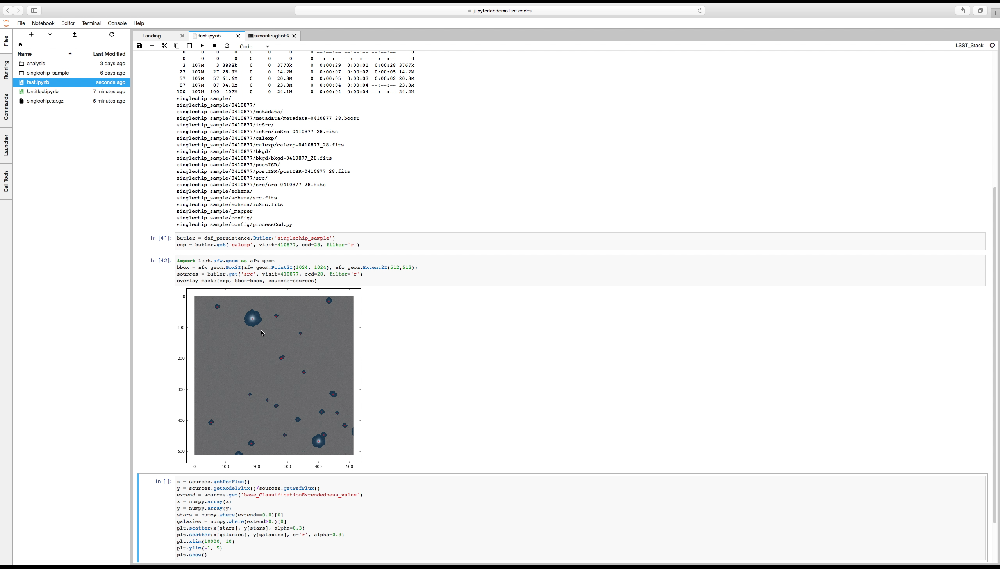 jupyterlabdemo.lsst.codes
File Notebook Editor Terminal Console Help
Landing test.ipynb simonkrughoff@
Code LSST_Stack
Files
Running
Commands
Launcher
Cell Tools
Name Last Modified
analysis 3 days ago
singlechip_sample 6 days ago
test.ipynb seconds ago
Untitled.ipynb 7 minutes ago
singlechip.tar.gz 5 minutes ago
0 0 0 0 0 0 0 0 --:--:-- --:--:-- --:--:-- 0
0 0 0 0 0 0 0 0 --:--:-- --:--:-- --:--:-- 0
3 107M 3 3888k 0 0 3770k 0 0:00:29 0:00:01 0:00:28 3767k
27 107M 27 28.9M 0 0 14.2M 0 0:00:07 0:00:02 0:00:05 14.2M
57 107M 57 61.6M 0 0 20.3M 0 0:00:05 0:00:03 0:00:02 20.3M
87 107M 87 94.0M 0 0 23.3M 0 0:00:04 0:00:04 --:--:-- 23.3M
100 107M 100 107M 0 0 24.1M 0 0:00:04 0:00:04 --:--:-- 24.2M
singlechip_sample/
singlechip_sample/0410877/
singlechip_sample/0410877/metadata/
singlechip_sample/0410877/metadata/metadata-0410877_28.boost
singlechip_sample/0410877/icSrc/
singlechip_sample/0410877/icSrc/icSrc-0410877_28.fits
singlechip_sample/0410877/calexp/
singlechip_sample/0410877/calexp/calexp-0410877_28.fits
singlechip_sample/0410877/bkgd/
singlechip_sample/0410877/bkgd/bkgd-0410877_28.fits
singlechip_sample/0410877/postISR/
singlechip_sample/0410877/postISR/postISR-0410877_28.fits
singlechip_sample/0410877/src/
singlechip_sample/0410877/src/src-0410877_28.fits
singlechip_sample/schema/
singlechip_sample/schema/src.fits
singlechip_sample/schema/icSrc.fits
singlechip_sample/_mapper
singlechip_sample/config/
singlechip_sample/config/processCcd.py
In [41]: butler = daf_persistence.Butler('singlechip_sample')
exp = butler.get('calexp', visit=410877, ccd=28, filter='r')
In [42]: import lsst.afw.geom as afw_geom
bbox = afw_geom.Box2I(afw_geom.Point2I(1024, 1024), afw_geom.Extent2I(512,512))
sources = butler.get('src', visit=410877, ccd=28, filter='r')
overlay_masks(exp, bbox=bbox, sources=sources)
0
100
200
300
400
500
0 100 200 300 400 500
In [ ]: x = sources.getPsfFlux()
y = sources.getModelFlux()/sources.getPsfFlux()
extend = sources.get('base_ClassificationExtendedness_value')
x = numpy.array(x)
y = numpy.array(y)
stars = numpy.where(extend==0.0)[0]
galaxies = numpy.where(extend>0.)[0]
plt.scatter(x[stars], y[stars], alpha=0.3)
plt.scatter(x[galaxies], y[galaxies], c='r', alpha=0.3)
plt.xlim(10000, 10)
plt.ylim(-1, 5)
plt.show()